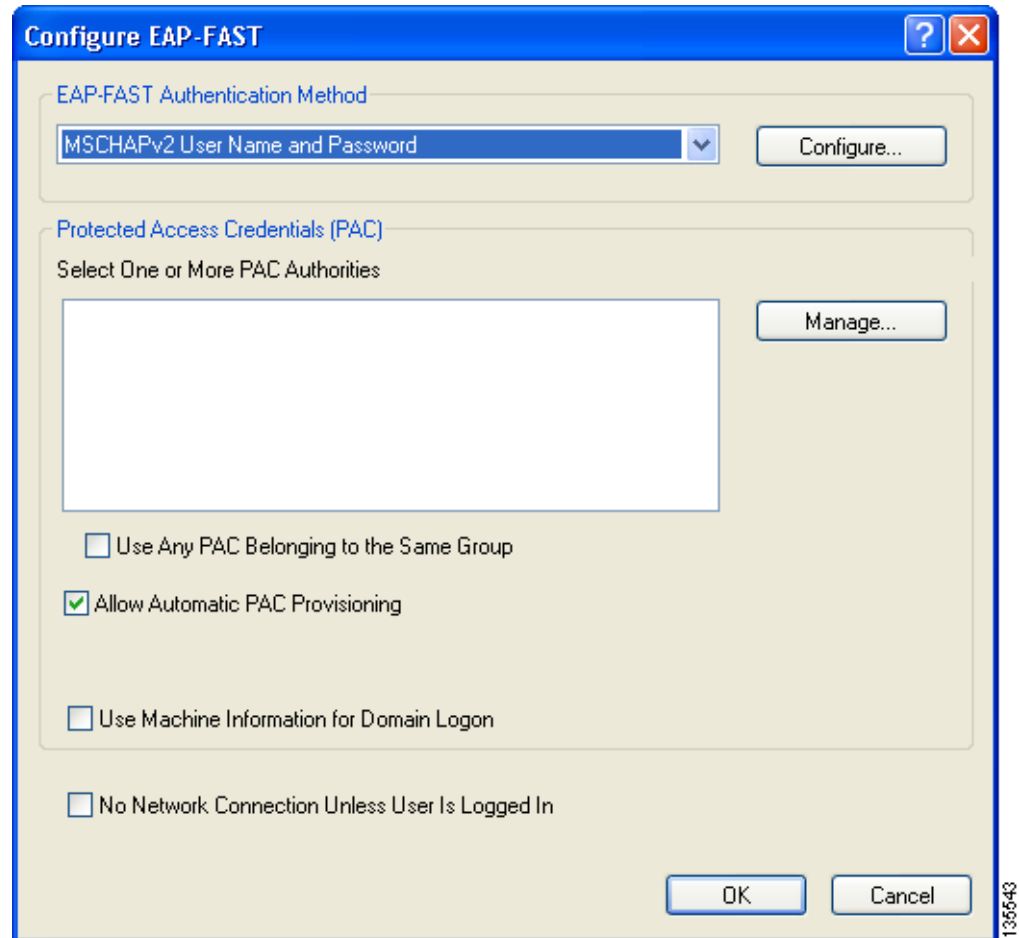 Configure EAP-FAST
EAP-FAST Authentication Method
MSCHAPv2 User Name and Password
Configure...
Protected Access Credentials (PAC)
Select One or More PAC Authorities
Manage...
Use Any PAC Belonging to the Same Group
Allow Automatic PAC Provisioning
Use Machine Information for Domain Logon
No Network Connection Unless User Is Logged In
OK
Cancel
135543